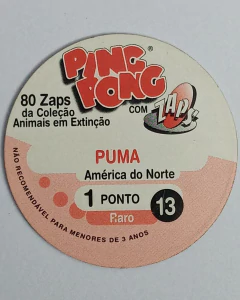 PING
PONG®
COM
ZAPS
80 Zaps
da Coleção
Animais em Extinção
PUMA
América do Norte
1 PONTO
Raro
13
NÃO RECOMENDÁVEL PARA MENORES DE 3 ANOS